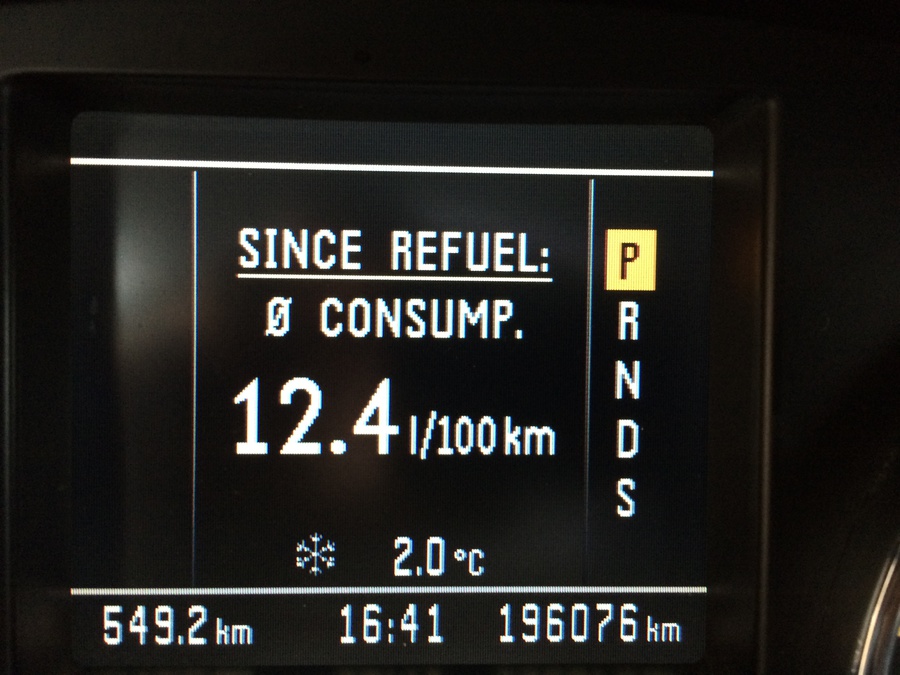 SINCE REFUEL:
Ø CONSUMP.
12.4 l/100 km
P
R
N
D
S
2.0 °C
549.2 km 16:41 196076 km